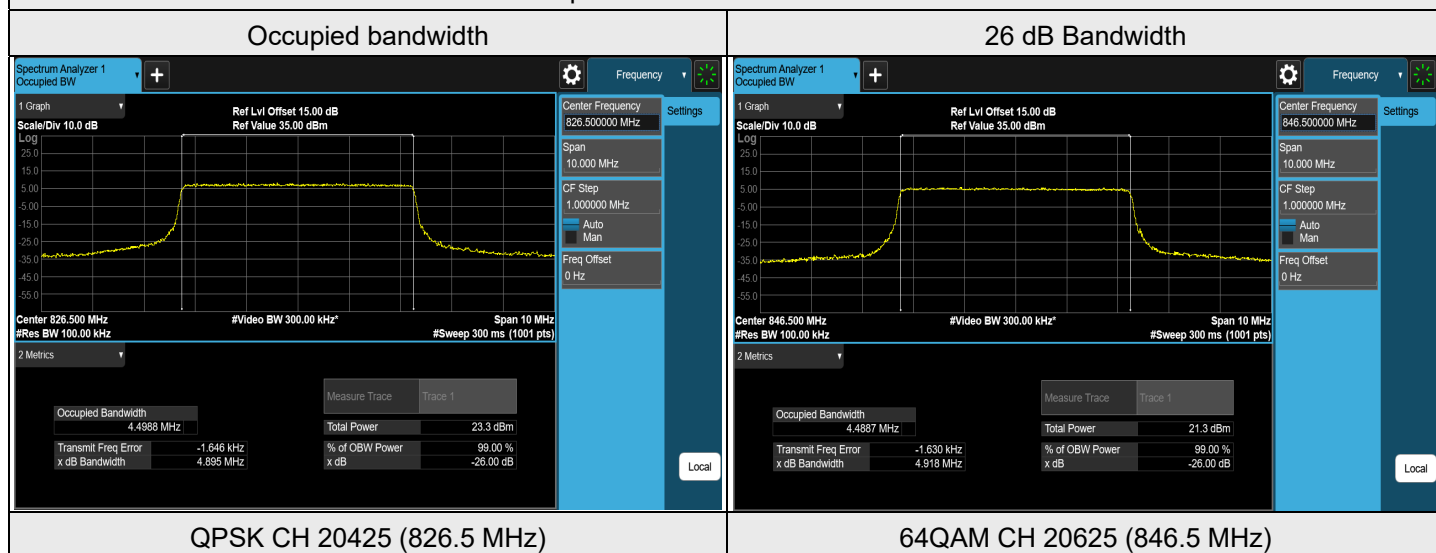 Occupied bandwidth
26 dB Bandwidth
Spectrum Analyzer 1
Occupied BW
+
Frequency
1 Graph
Scale/Div 10.0 dB
Ref Lvl Offset 15.00 dB
Ref Value 35.00 dBm
Log
25.0
15.0
5.00
-5.00
-15.0
-25.0
-35.0
-45.0
-55.0
Center 826.500 MHz
#Res BW 100.00 kHz
#Video BW 300.00 kHz*
Span 10 MHz
#Sweep 300 ms (1001 pts)
Center Frequency
826.500000 MHz
Settings
Span
10.000 MHz
CF Step
1.000000 MHz
Auto
Man
Freq Offset
0 Hz
2 Metrics
Measure Trace Trace 1
Occupied Bandwidth
4.4988 MHz
Total Power 23.3 dBm
Transmit Freq Error -1.646 kHz
% of OBW Power 99.00 %
x dB Bandwidth 4.895 MHz
x dB -26.00 dB
Local
Spectrum Analyzer 1
Occupied BW
+
Frequency
1 Graph
Scale/Div 10.0 dB
Ref Lvl Offset 15.00 dB
Ref Value 35.00 dBm
Log
25.0
15.0
5.00
-5.00
-15.0
-25.0
-35.0
-45.0
-55.0
Center 846.500 MHz
#Res BW 100.00 kHz
#Video BW 300.00 kHz*
Span 10 MHz
#Sweep 300 ms (1001 pts)
Center Frequency
846.500000 MHz
Settings
Span
10.000 MHz
CF Step
1.000000 MHz
Auto
Man
Freq Offset
0 Hz
2 Metrics
Measure Trace Trace 1
Occupied Bandwidth
4.4887 MHz
Total Power 21.3 dBm
Transmit Freq Error -1.630 kHz
% of OBW Power 99.00 %
x dB Bandwidth 4.918 MHz
x dB -26.00 dB
Local
QPSK CH 20425 (826.5 MHz)
64QAM CH 20625 (846.5 MHz)